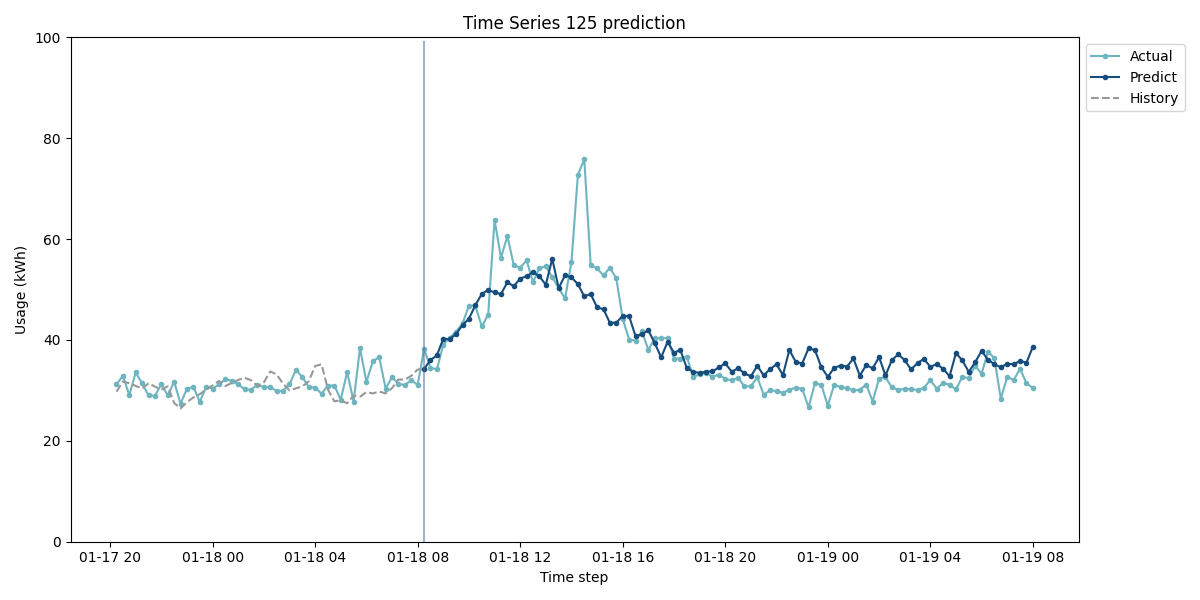 Time Series 125 prediction
100
80
60
40
20
0
Usage (kWh)
01-17 20 01-18 00 01-18 04 01-18 08 01-18 12 01-18 16 01-18 20 01-19 00 01-19 04 01-19 08
Time step
Actual
Predict
History